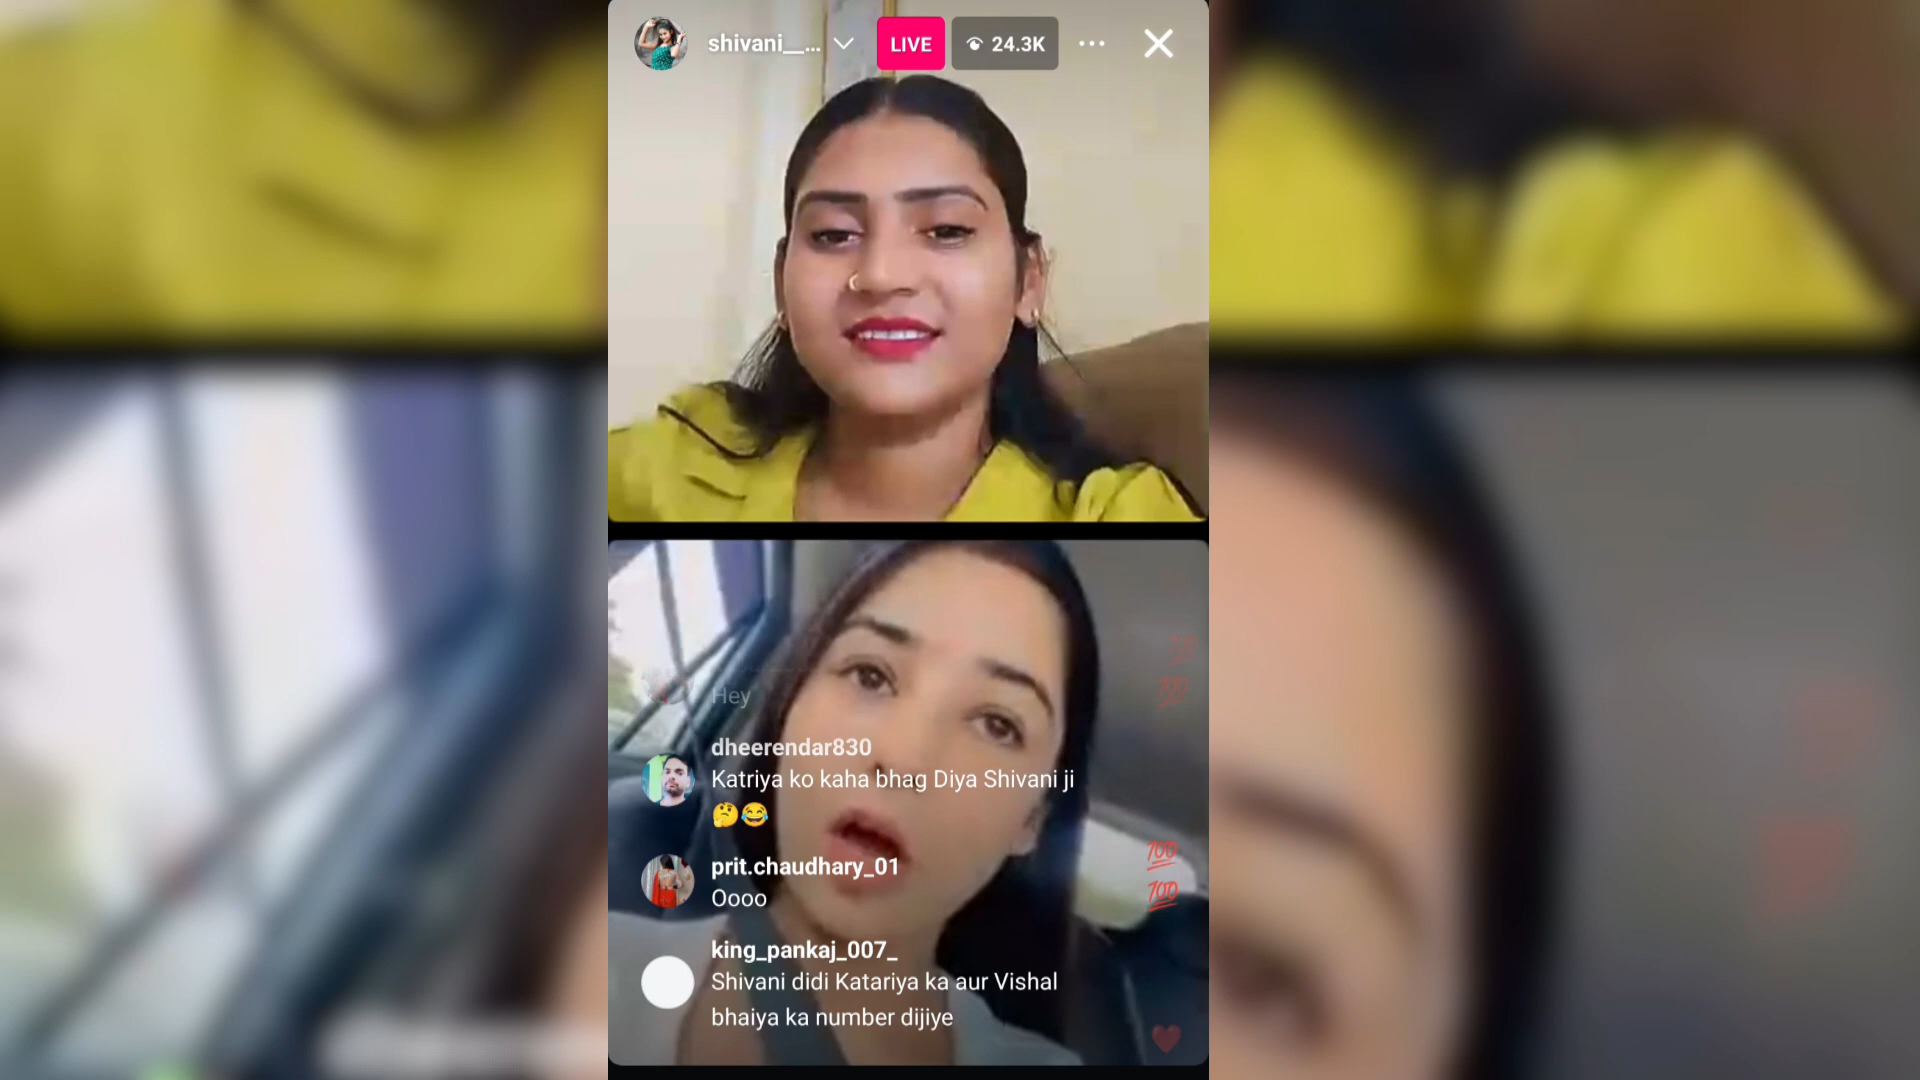 shivani__...
LIVE
24.3K
Hey
dheerendar830
Katriya ko kaha bhag Diya Shivani ji
🤔😂
prit.chaudhary_01
Oooo
king_pankaj_007_
Shivani didi Katariya ka aur Vishal
bhaiya ka number dijiye